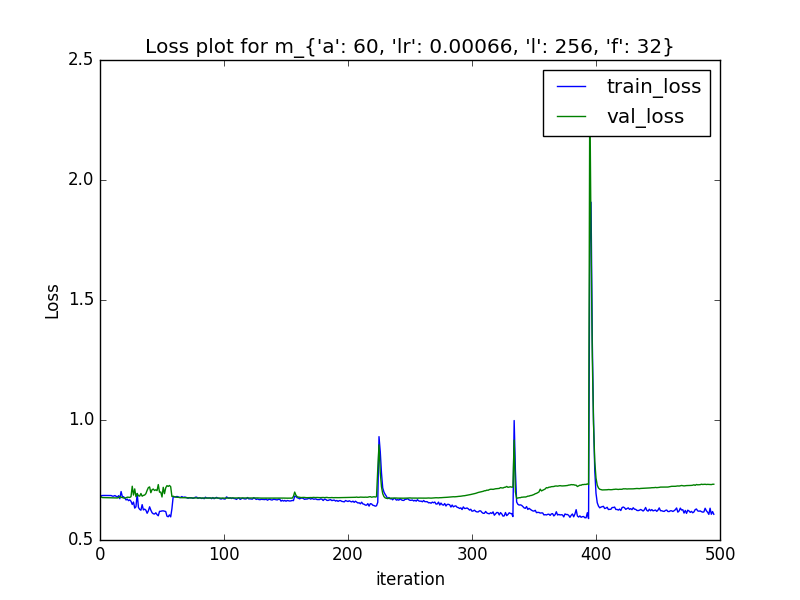 Loss plot for m_{'a': 60, 'lr': 0.00066, 'l': 256, 'f': 32}
2.5
train_loss
val_loss
2.0
1.5
1.0
0.5
Loss
0 100 200 300 400 500
iteration